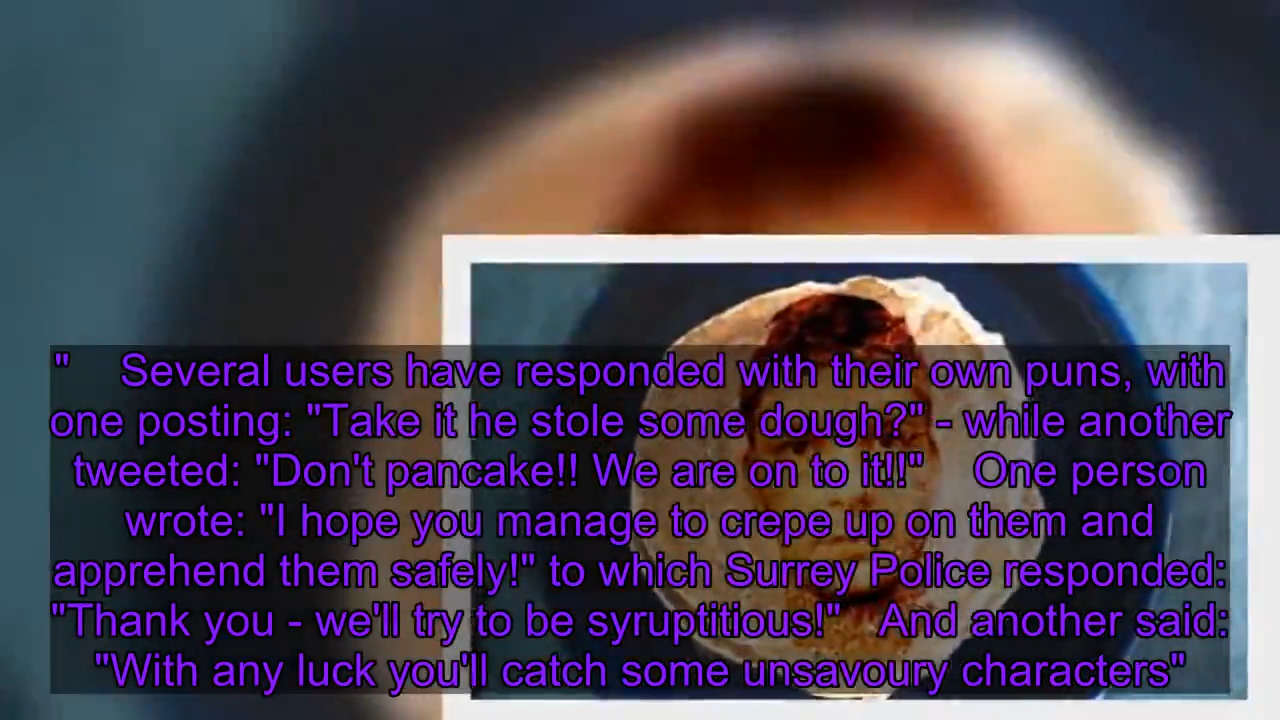 " Several users have responded with their own puns, with
one posting: "Take it he stole some dough?" - while another
tweeted: "Don't pancake!! We are on to it!!" One person
wrote: "I hope you manage to crepe up on them and
apprehend them safely!" to which Surrey Police responded:
"Thank you - we'll try to be syruptitious!" And another said:
"With any luck you'll catch some unsavoury characters"